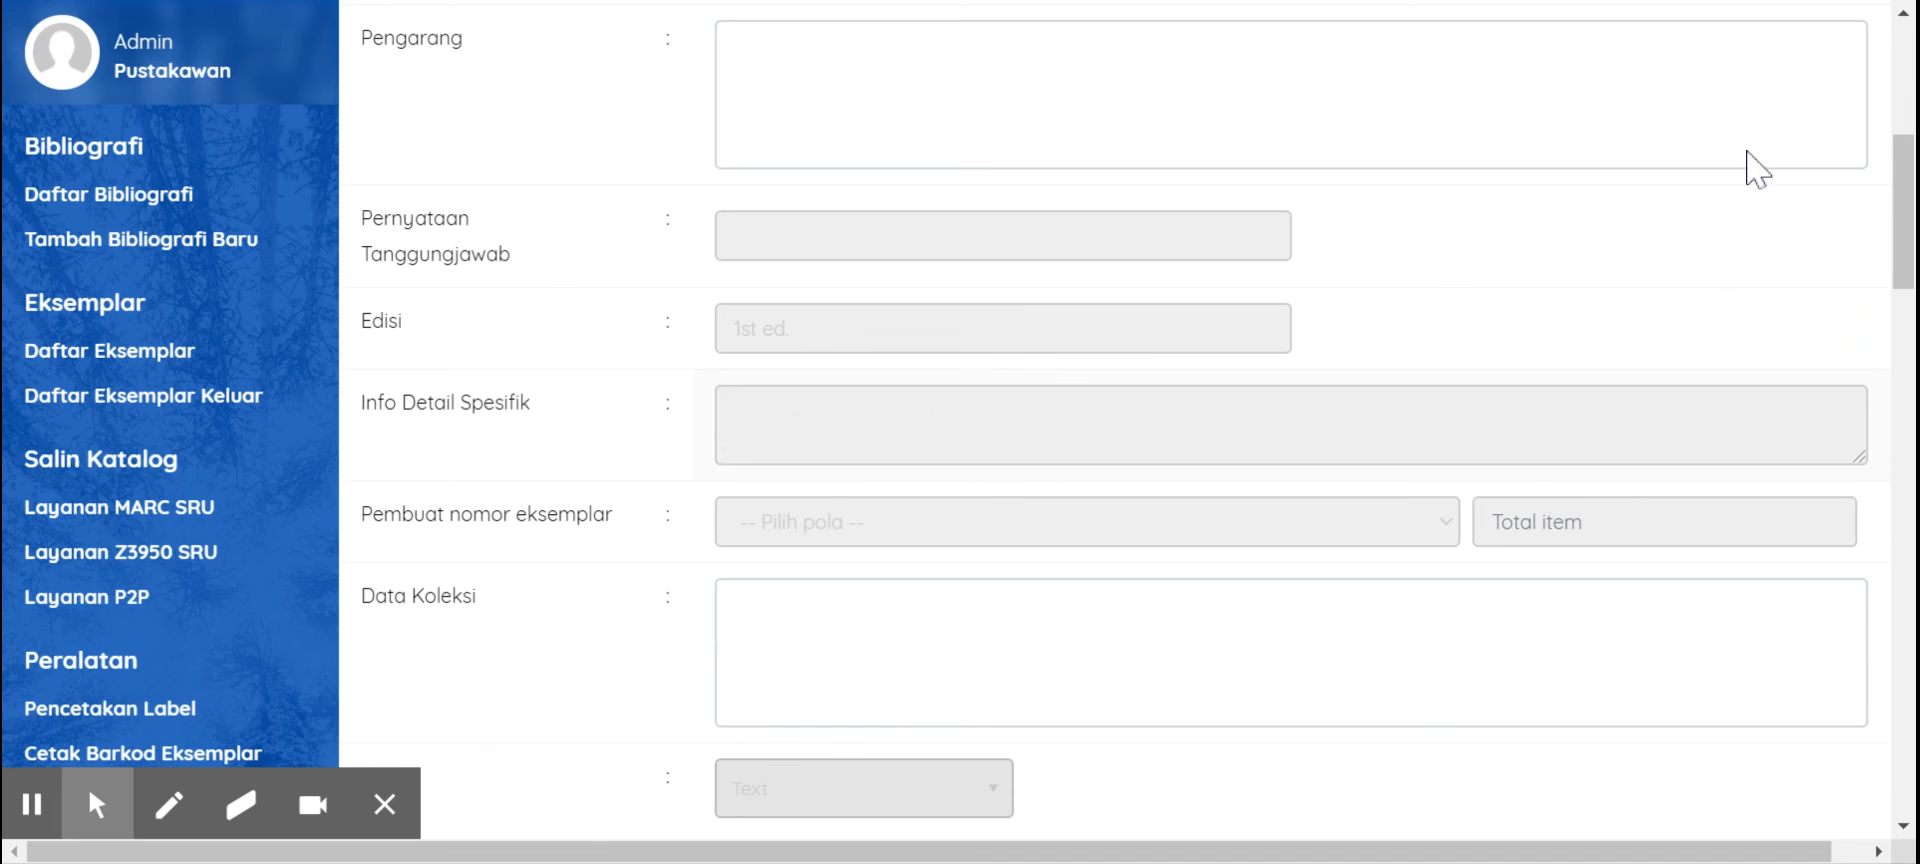 Admin
Pustakawan
Bibliografi
Daftar Bibliografi
Tambah Bibliografi Baru
Eksemplar
Daftar Eksemplar
Daftar Eksemplar Keluar
Salin Katalog
Layanan MARC SRU
Layanan Z3950 SRU
Layanan P2P
Peralatan
Pencetakan Label
Cetak Barkod Eksemplar
Pengarang :
Pernyataan :
Tanggungjawab
Edisi : 1st ed.
Info Detail Spesifik :
Pembuat nomor eksemplar : -- Pilih pola -- Total item
Data Koleksi :
: Text